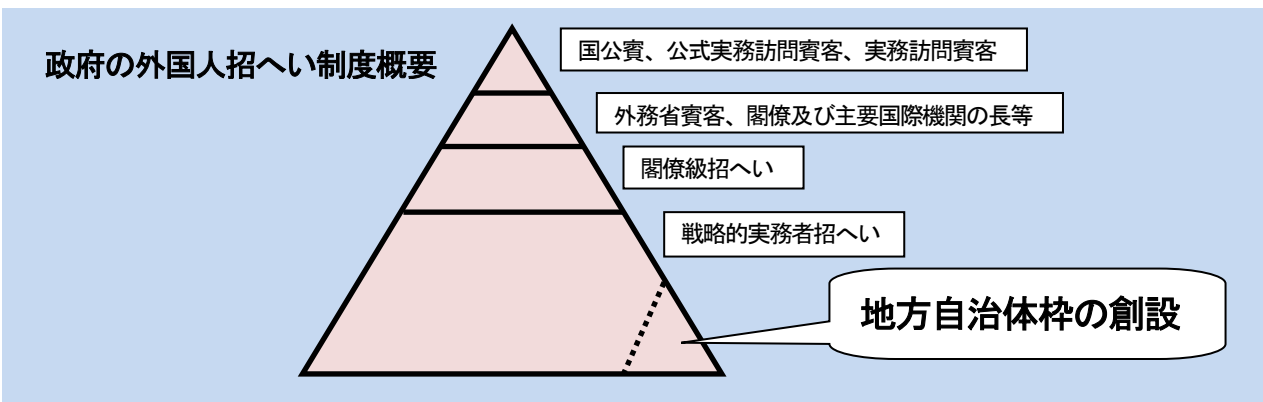 政府の外国人招へい制度概要
国公賓、公式実務訪問賓客、実務訪問賓客
外務省賓客、閣僚及び主要国際機関の長等
閣僚級招へい
戦略的実務者招へい
地方自治体枠の創設